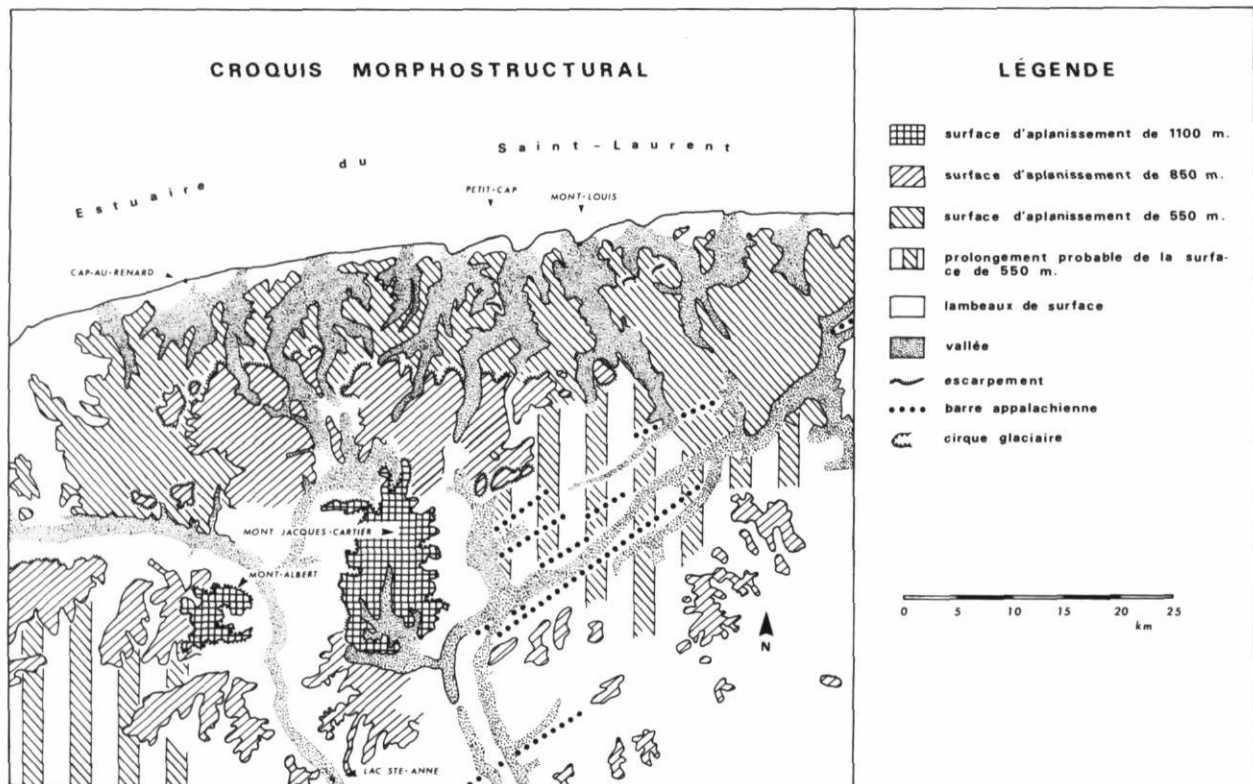 CROQUIS MORPHOSTRUCTURAL
Estuaire du Saint-Laurent
PETIT-CAP
MONT-LOUIS
CAP-AU-RENARD
MONT JACQUES-CARTIER
MONT-ALBERT
LAC STE-ANNE
N
LÉGENDE
surface d'aplanissement de 1100 m.
surface d'aplanissement de 850 m.
surface d'aplanissement de 550 m.
prolongement probable de la surfa-
ce de 550 m.
lambeaux de surface
vallée
escarpement
barre appalachienne
cirque glaciaire
0 5 10 15 20 25
km